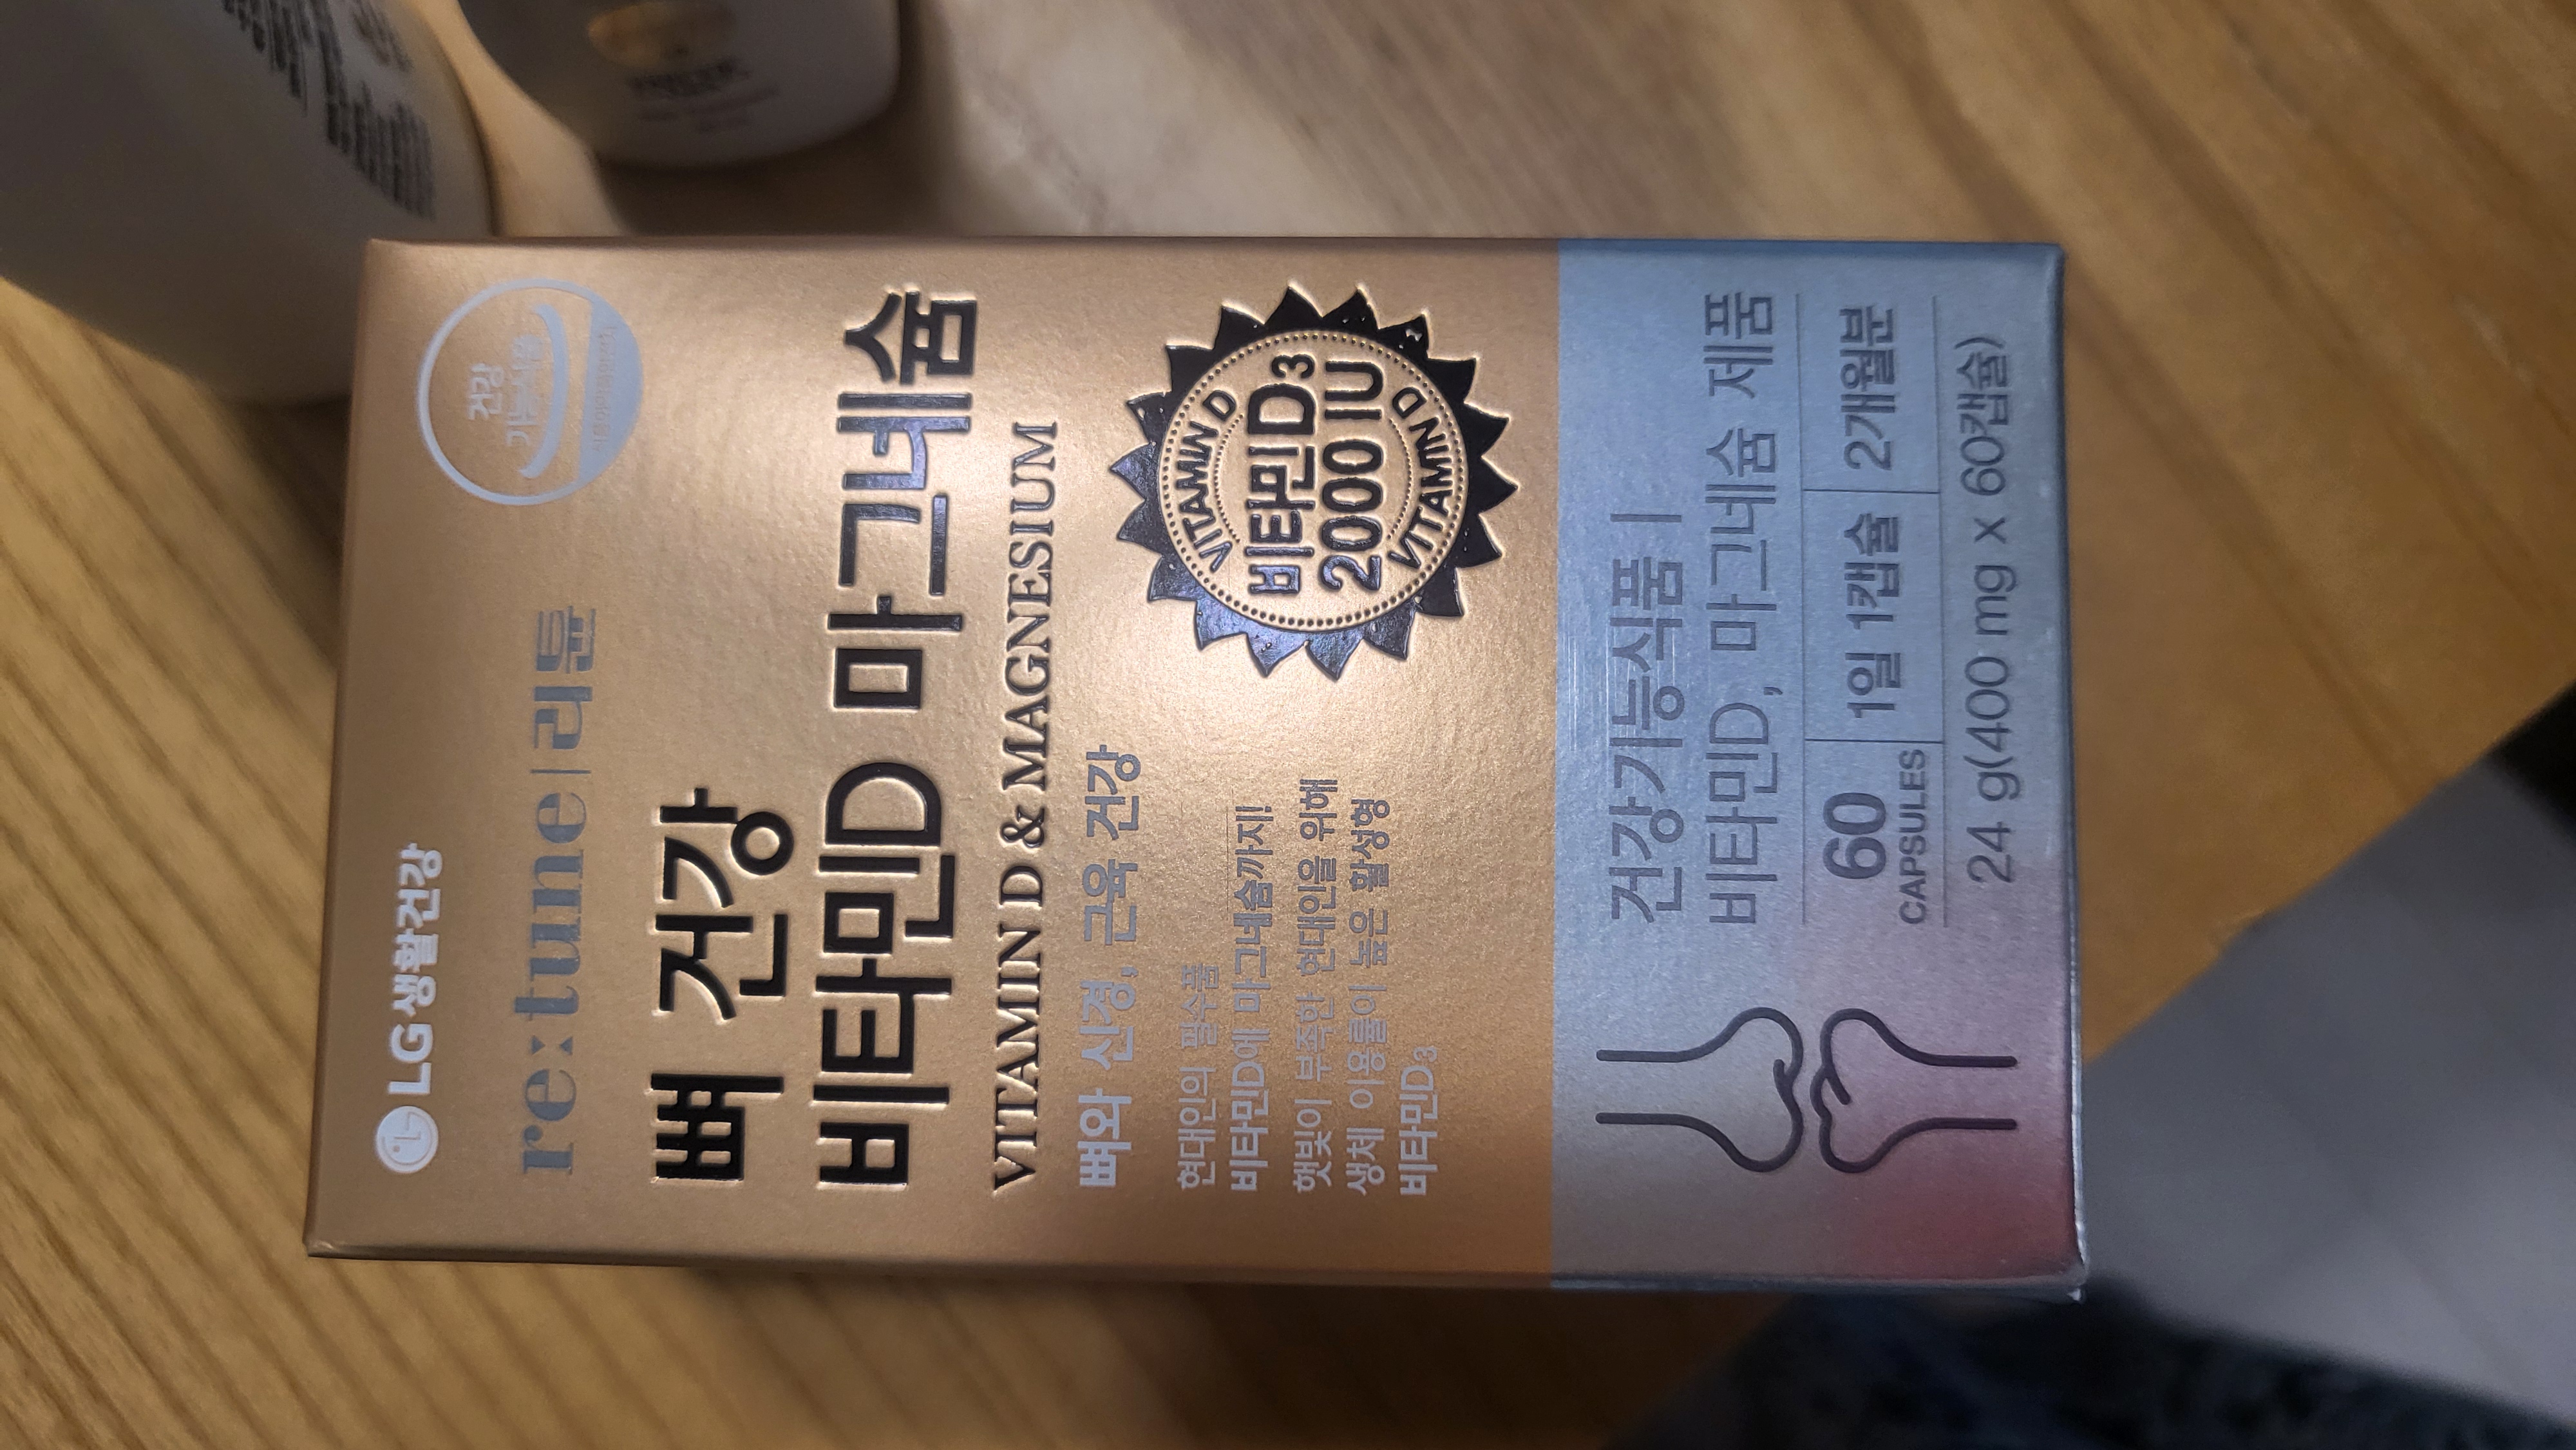 LG생활건강
건강
기능식품
re:tune | 리튠
뼈 건강
비타민D 마그네슘
VITAMIN D & MAGNESIUM
뼈와 신경, 근육 건강
현대인의 필수품
비타민D에 마그네슘까지!
햇빛이 부족한 현대인을 위해
생체 이용률이 높은 활성형
비타민D3
VITAMIN D
비타민D3
2000 IU
VITAMIN D
건강기능식품 |
비타민D, 마그네슘 제품
60
CAPSULES
1일 1캡슐
2개월분
24 g(400 mg x 60캡슐)